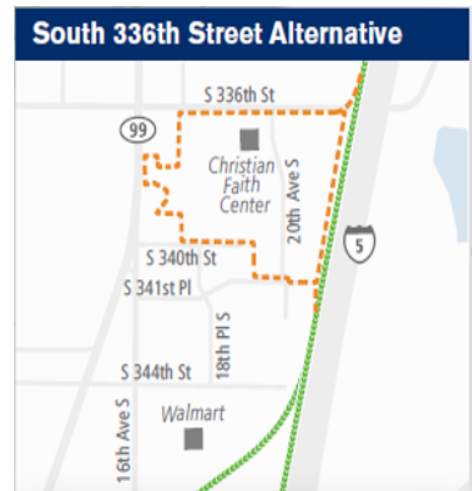 South 336th Street Alternative
S 336th St
99
Christian
Faith
Center
20th Ave S
5
S 340th St
S 341st Pl
18th Pl S
S 344th St
Walmart
16th Ave S